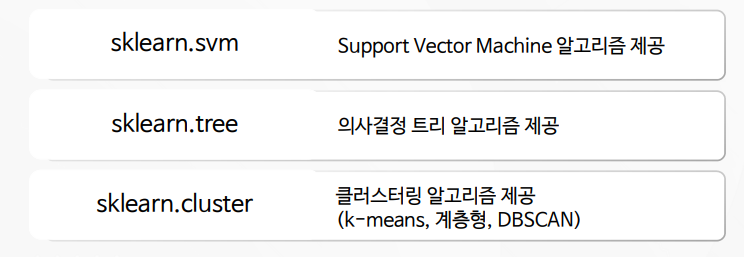 sklearn.svm
Support Vector Machine 알고리즘 제공
sklearn.tree
의사결정 트리 알고리즘 제공
sklearn.cluster
클러스터링 알고리즘 제공
(k-means, 계층형, DBSCAN)